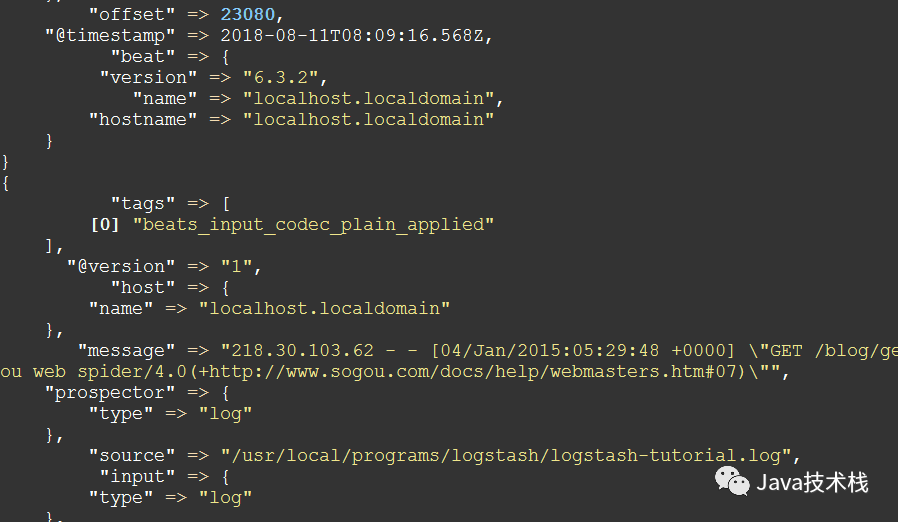 "offset" => 23080,
"@timestamp" => 2018-08-11T08:09:16.568Z,
"beat" => {
"version" => "6.3.2",
"name" => "localhost.localdomain",
"hostname" => "localhost.localdomain"
}
}
{
"tags" => [
[0] "beats_input_codec_plain_applied"
],
"@version" => "1",
"host" => {
"name" => "localhost.localdomain"
},
"message" => "218.30.103.62 - - [04/Jan/2015:05:29:48 +0000] \"GET /blog/ge
ou web spider/4.0(+http://www.sogou.com/docs/help/webmasters.htm#07)\"",
"prospector" => {
"type" => "log"
},
"source" => "/usr/local/programs/logstash/logstash-tutorial.log",
"input" => {
"type" => "log"
},
Java技术栈